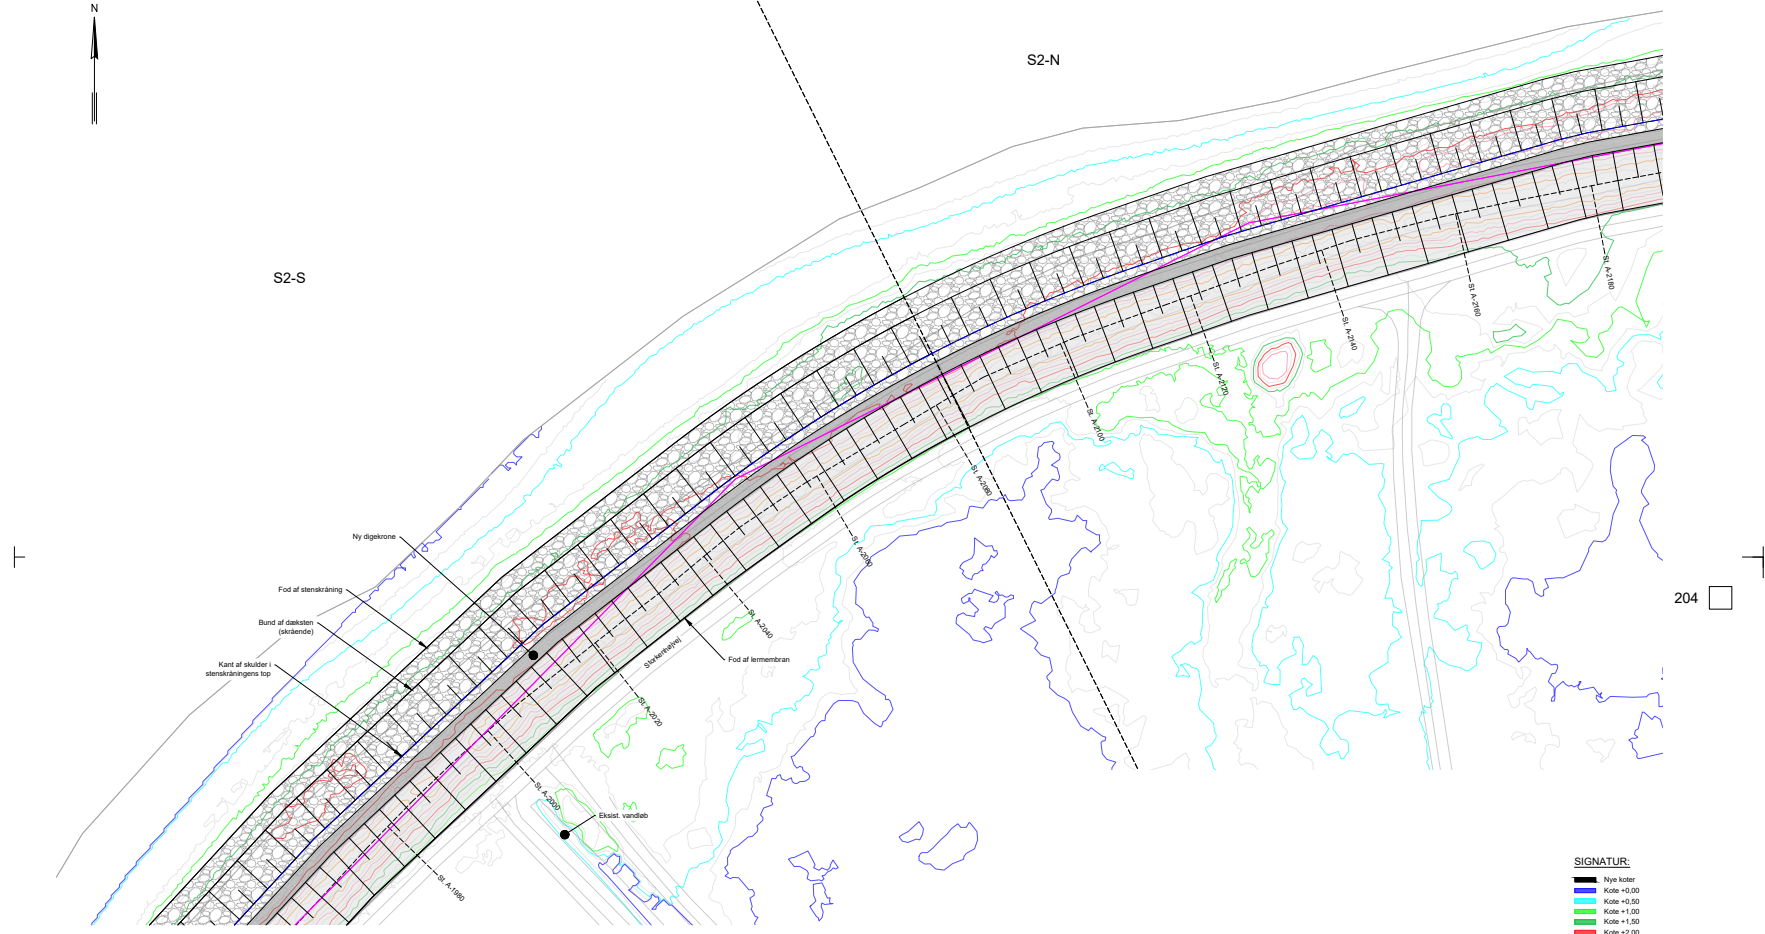 N
S2-N
S2-S
St. A-2180
St. A-2160
St. A-2140
St. A-2120
St. A-2100
St. A-2080
St. A-2060
St. A-2040
St. A-2020
St. A-2000
St. A-1980
Ny digekrone
Fod af stenskråning
Bund af dæksten
(skrående)
Kant af skulder i
stenskråningens top
Storkenhøjvej
Fod af lermembran
Eksist. vandløb
204
SIGNATUR:
Nye koter
Kote +0,00
Kote +0,50
Kote +1,00
Kote +1,50
Kote +2,00